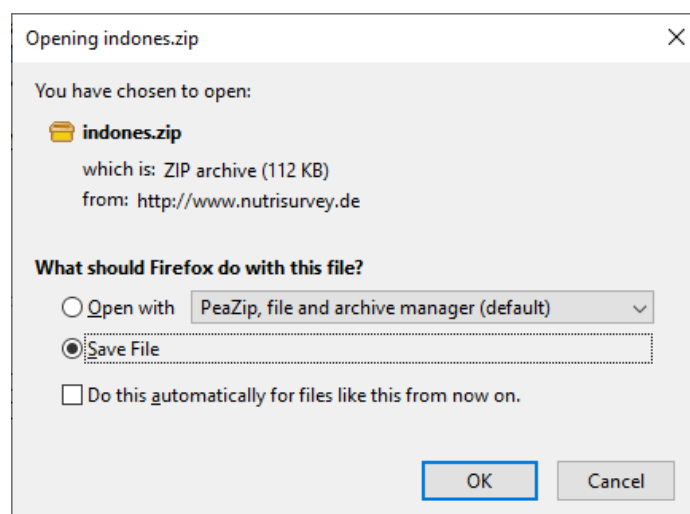 Opening indones.zip
You have chosen to open:
indones.zip
which is: ZIP archive (112 KB)
from: http://www.nutrisurvey.de
What should Firefox do with this file?
Open with PeaZip, file and archive manager (default)
Save File
Do this automatically for files like this from now on.
OK Cancel